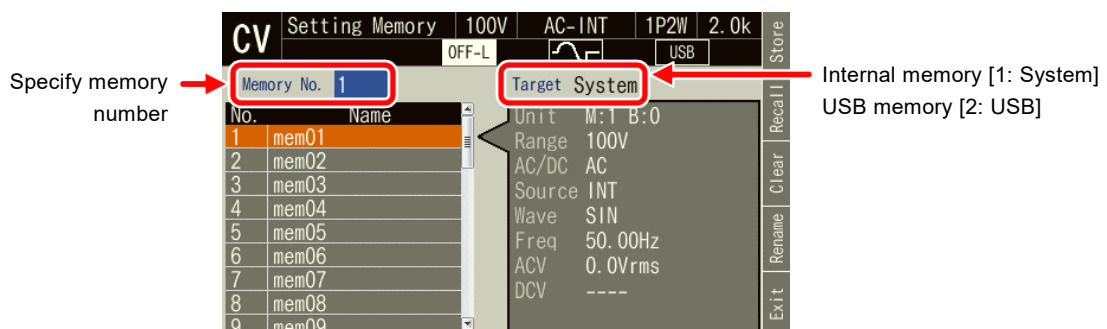 CV Setting Memory 100V AC-INT 1P2W 2.0k
OFF-L USB
Specify memory
number
Memory No. 1
Target System
Internal memory [1: System]
USB memory [2: USB]
No. Name
1 mem01
2 mem02
3 mem03
4 mem04
5 mem05
6 mem06
7 mem07
8 mem08
9 mem09
Unit M:1 B:0
Range 100V
AC/DC AC
Source INT
Wave SIN
Freq 50.00Hz
ACV 0.0Vrms
DCV ----
Store
Recall
Clear
Rename
Exit